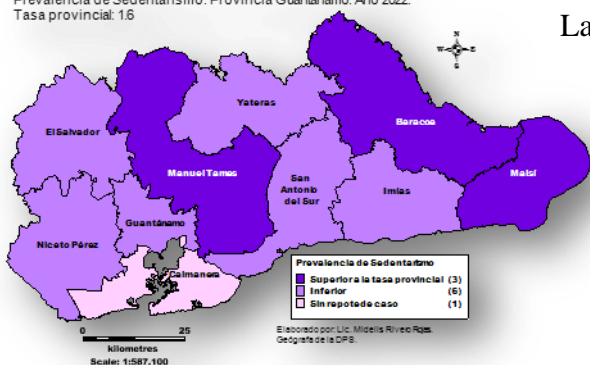 Prevalencia de Sedentarismo. Provincia Guantánamo. Año 2022.
Tasa provincial: 1.6
La
W E
S
Yateras
El Salvador
Baracoa
Manuel Tames
Maisí
San
Antonio
del Sur
Imías
Guantánamo
Niceto Pérez
Caimanera
Prevalencia de Sedentarismo
Superior a la tasa provincial (3)
Inferior (6)
Sin repote de caso (1)
0 25
kilometres
Scale: 1:587,100
Elaborado por: Lic. Midelis Rivero Rojas.
Geógrafa de la DPS.